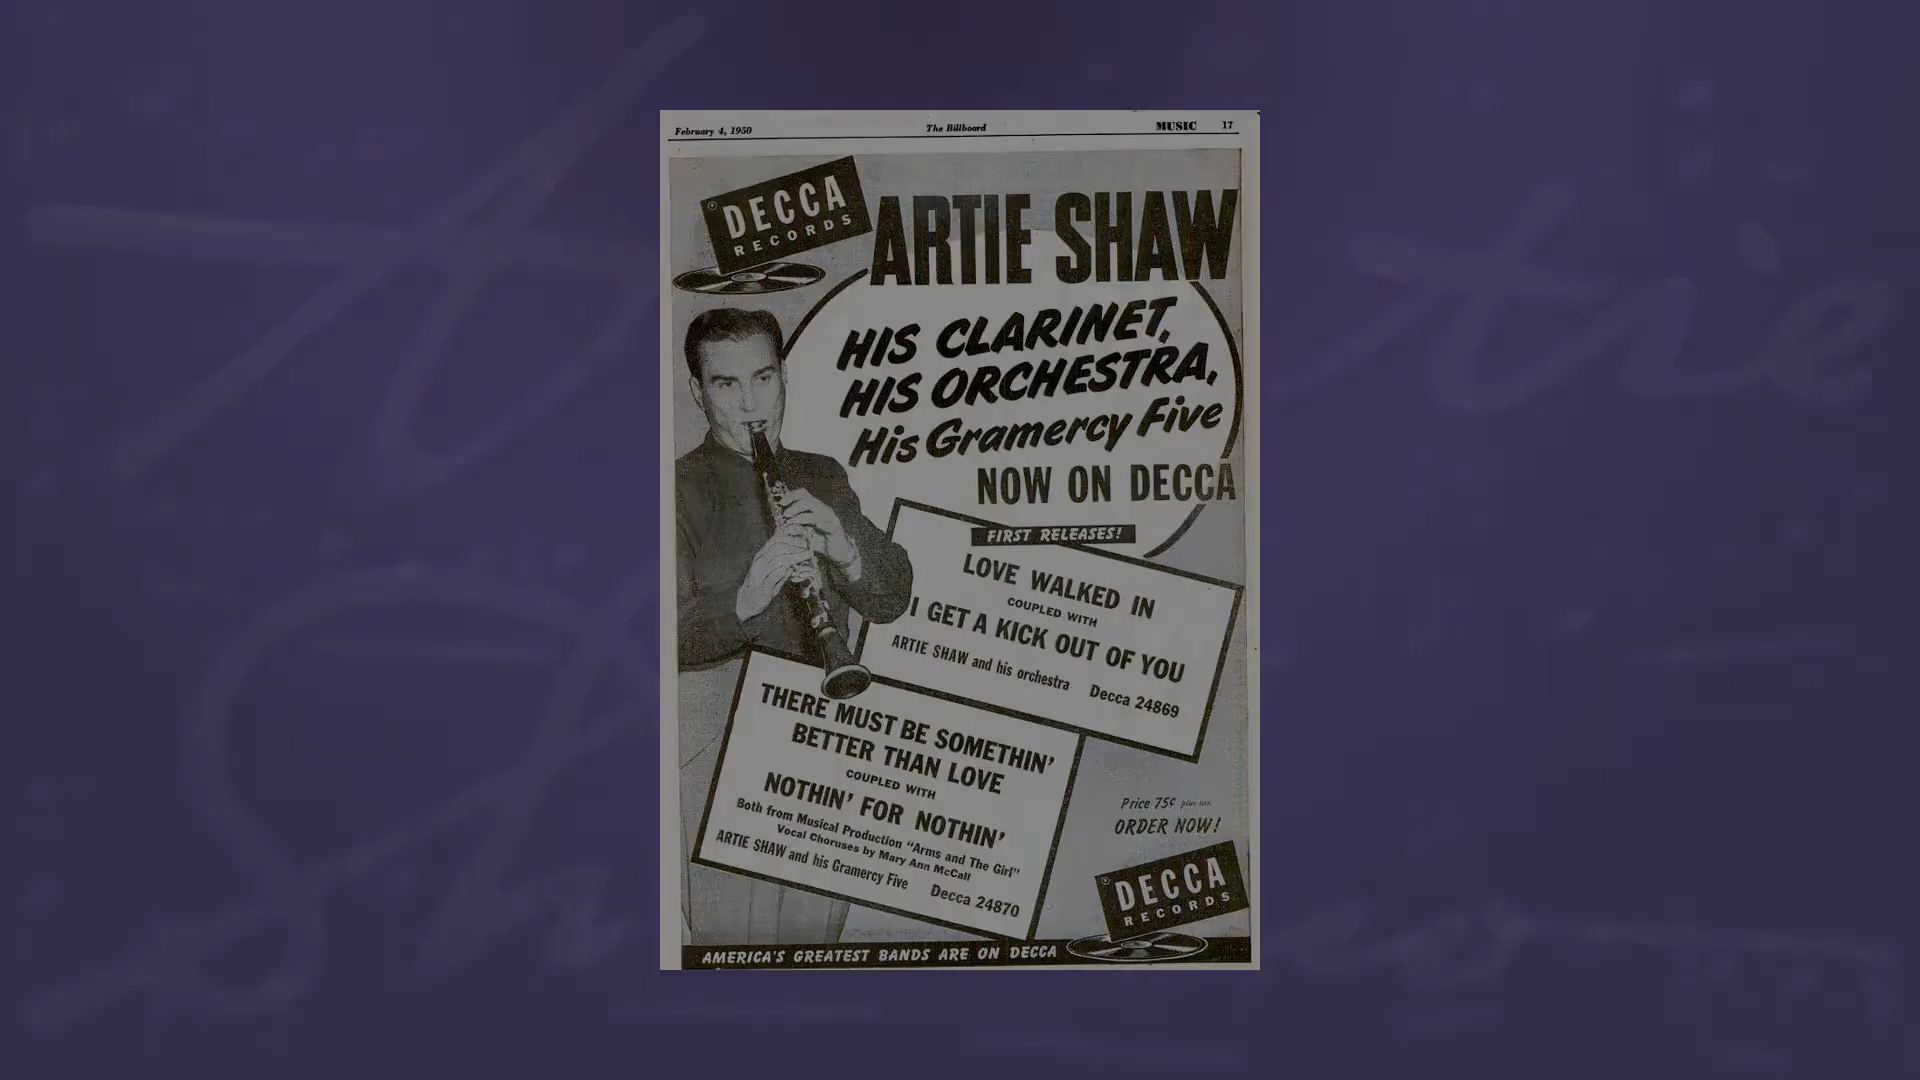 February 4, 1950 The Billboard MUSIC 17
DECCA
RECORDS
ARTIE SHAW
HIS CLARINET,
HIS ORCHESTRA,
His Gramercy Five
NOW ON DECCA
FIRST RELEASES!
LOVE WALKED IN
COUPLED WITH
I GET A KICK OUT OF YOU
ARTIE SHAW and his orchestra Decca 24869
THERE MUST BE SOMETHIN'
BETTER THAN LOVE
COUPLED WITH
NOTHIN' FOR NOTHIN'
Both from Musical Production "Arms and The Girl"
Vocal Choruses by Mary Ann McCall
ARTIE SHAW and his Gramercy Five Decca 24870
Price 75¢ plus tax
ORDER NOW!
DECCA
RECORDS
AMERICA'S GREATEST BANDS ARE ON DECCA
Artie
Shaw